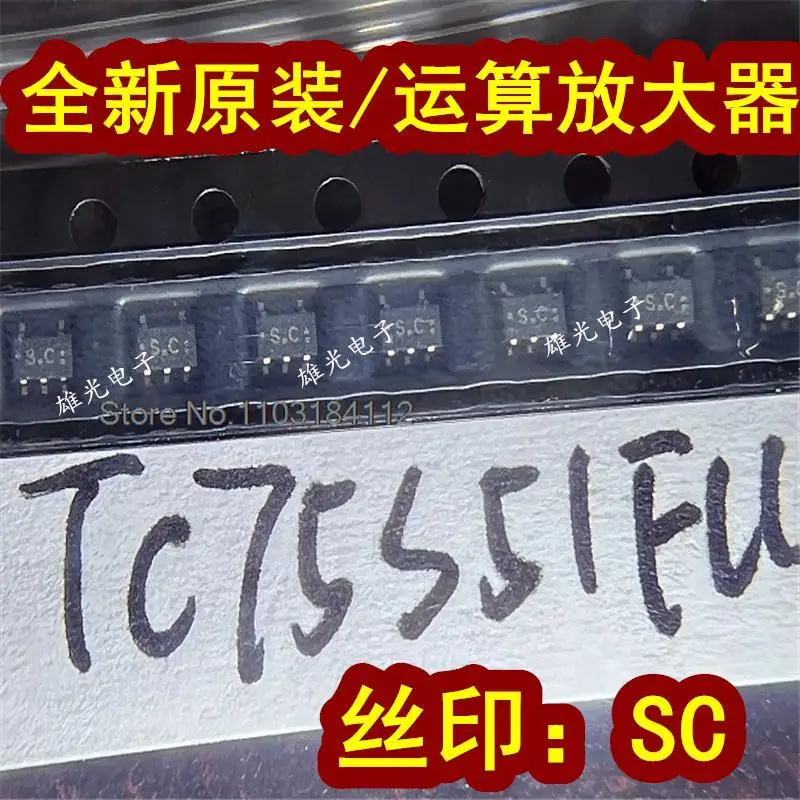 全新原装/运算放大器
S.C S.C S.C S.C S.C S.C
雄光电子 雄光电子 雄光电子
Store No. 1103184112
TC75S51FU
丝印：SC